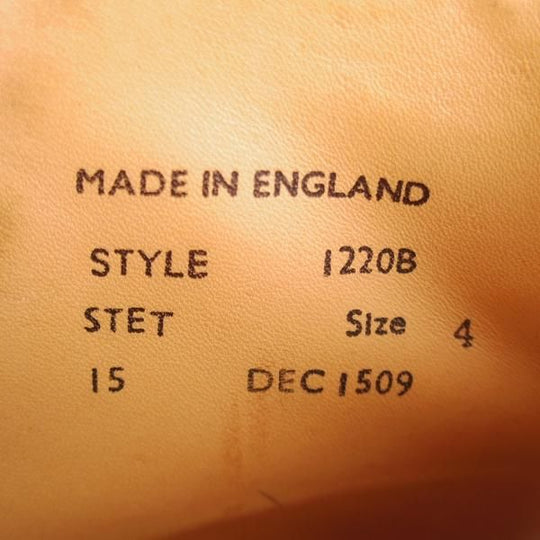 MADE IN ENGLAND
STYLE 1220B
STET Size 4
15 DEC 1509